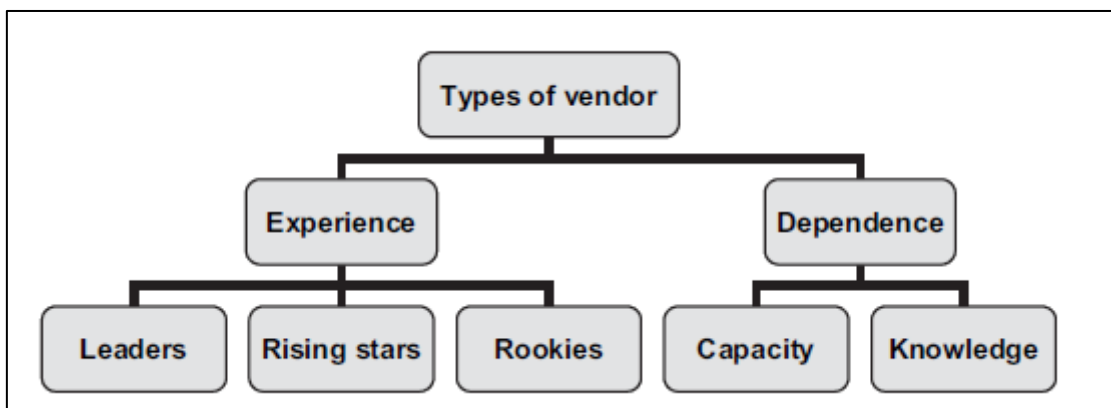 Types of vendor
Experience
Dependence
Leaders
Rising stars
Rookies
Capacity
Knowledge